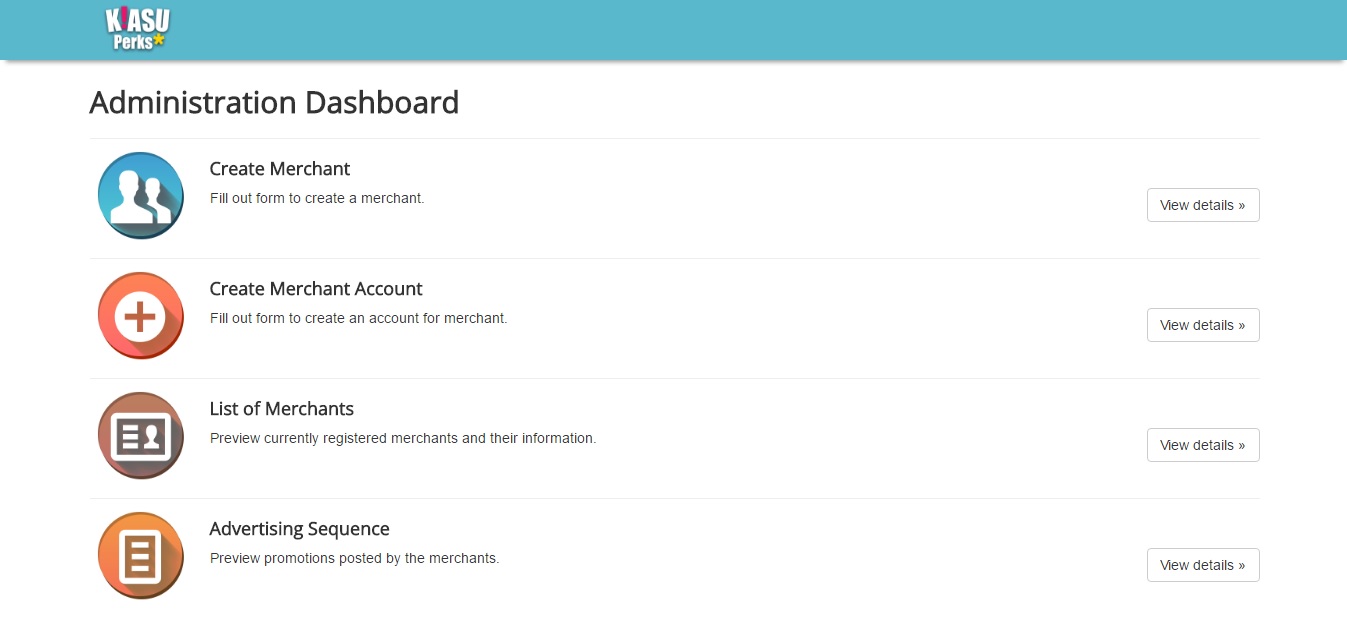 K!ASU
Perks*
Administration Dashboard
Create Merchant
Fill out form to create a merchant.
View details »
Create Merchant Account
Fill out form to create an account for merchant.
View details »
List of Merchants
Preview currently registered merchants and their information.
View details »
Advertising Sequence
Preview promotions posted by the merchants.
View details »